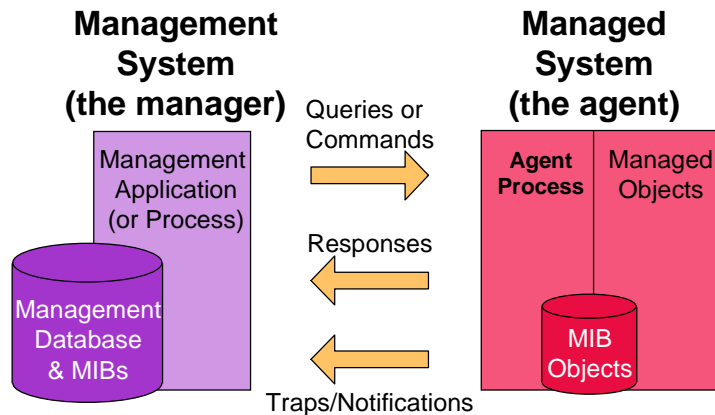 Management
System
(the manager)
Managed
System
(the agent)
Queries or
Commands
Management
Application
(or Process)
Agent
Process
Managed
Objects
Responses
Management
Database
& MIBs
MIB
Objects
Traps/Notifications